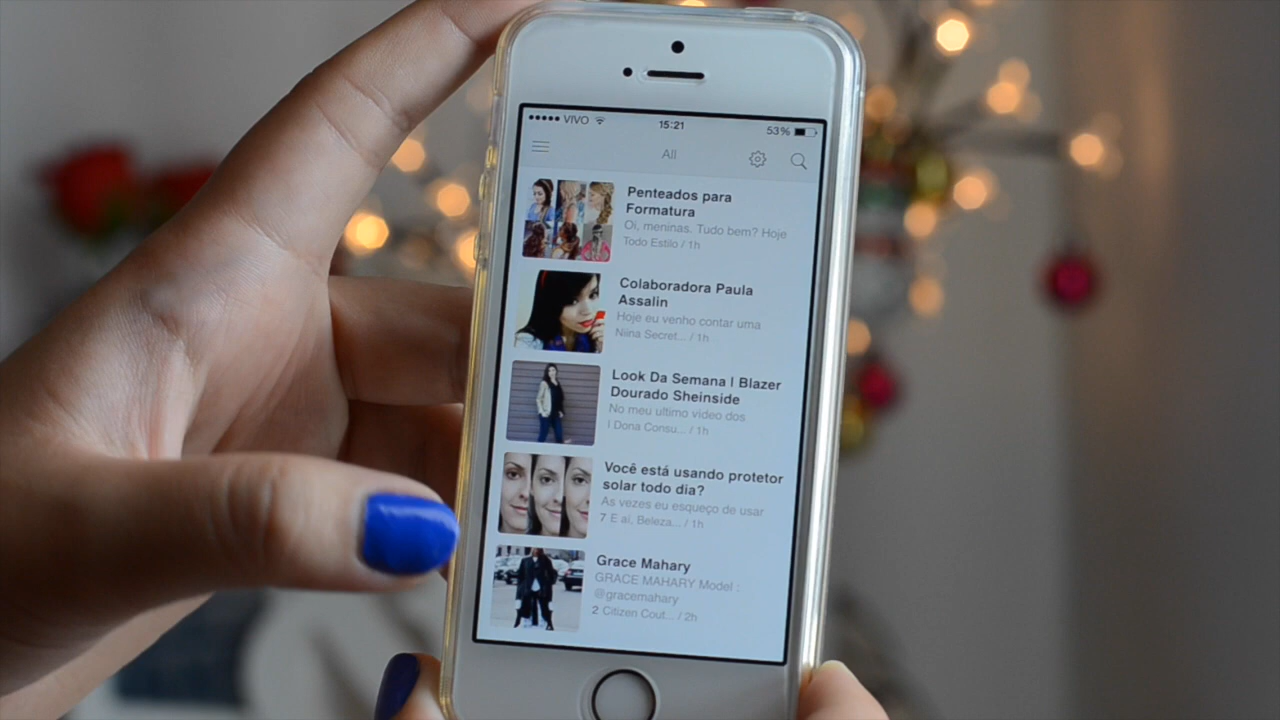 VIVO 15:21 53%
All
Penteados para
Formatura
Oi, meninas. Tudo bem? Hoje
Todo Estilo / 1h
Colaboradora Paula
Assalin
Hoje eu venho contar uma
Niina Secret... / 1h
Look Da Semana | Blazer
Dourado Sheinside
No meu ultimo vídeo dos
| Dona Consu... / 1h
Você está usando protetor
solar todo dia?
As vezes eu esqueço de usar
7 E aí, Beleza... / 1h
Grace Mahary
GRACE MAHARY Model :
@gracemahary
2 Citizen Cout... / 2h